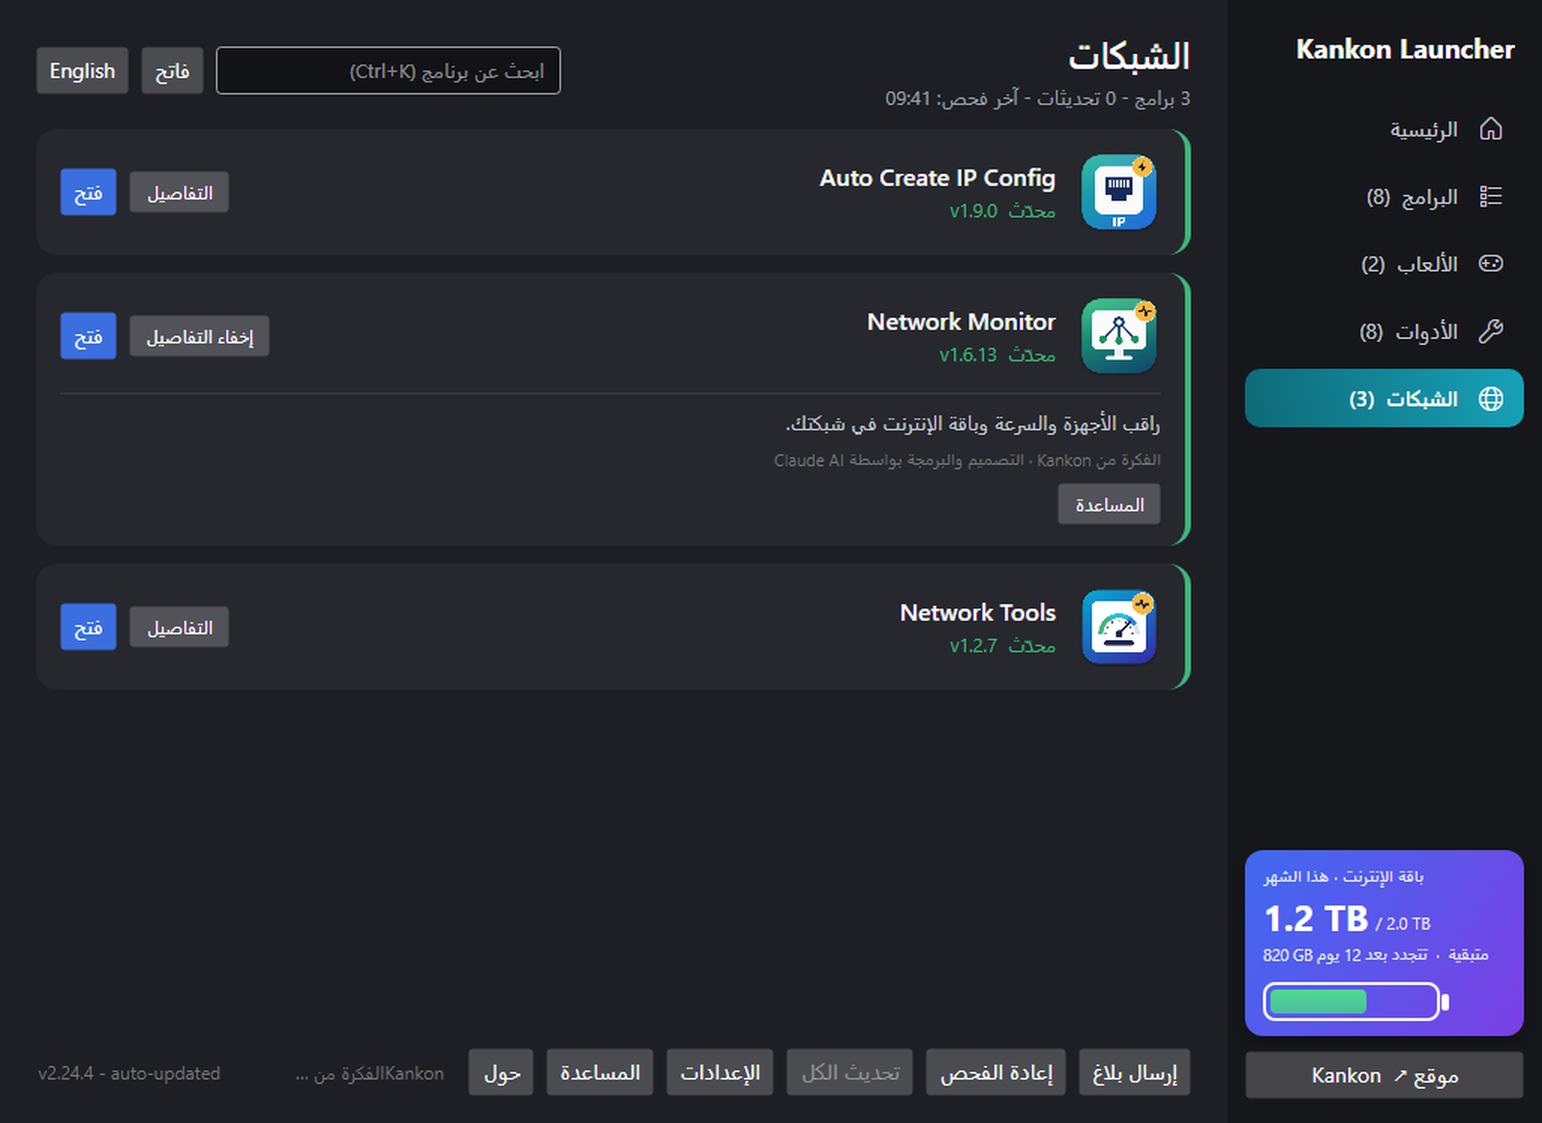 Kankon Launcher
الرئيسية
البرامج (8)
الألعاب (2)
الأدوات (8)
الشبكات (3)
باقة الإنترنت · هذا الشهر
1.2 TB / 2.0 TB
820 GB متبقية · تتجدد بعد 12 يوم
موقع Kankon ↗
الشبكات
3 برامج - 0 تحديثات - آخر فحص: 09:41
ابحث عن برنامج (Ctrl+K)
فاتح
English
Auto Create IP Config
محدّث v1.9.0
IP
التفاصيل
فتح
Network Monitor
محدّث v1.6.13
إخفاء التفاصيل
فتح
راقب الأجهزة والسرعة وباقة الإنترنت في شبكتك.
الفكرة من Kankon · التصميم والبرمجة بواسطة Claude AI
المساعدة
Network Tools
محدّث v1.2.7
التفاصيل
فتح
إرسال بلاغ
إعادة الفحص
تحديث الكل
الإعدادات
المساعدة
حول
الفكرة من Kankon ...
v2.24.4 - auto-updated